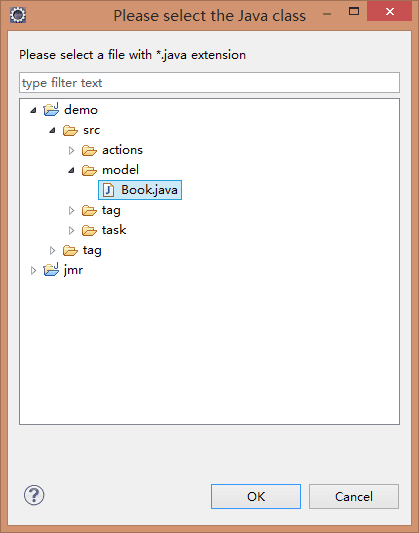 Please select the Java class
Please select a file with *.java extension
type filter text
demo
src
actions
model
Book.java
tag
task
tag
jmr
OK
Cancel